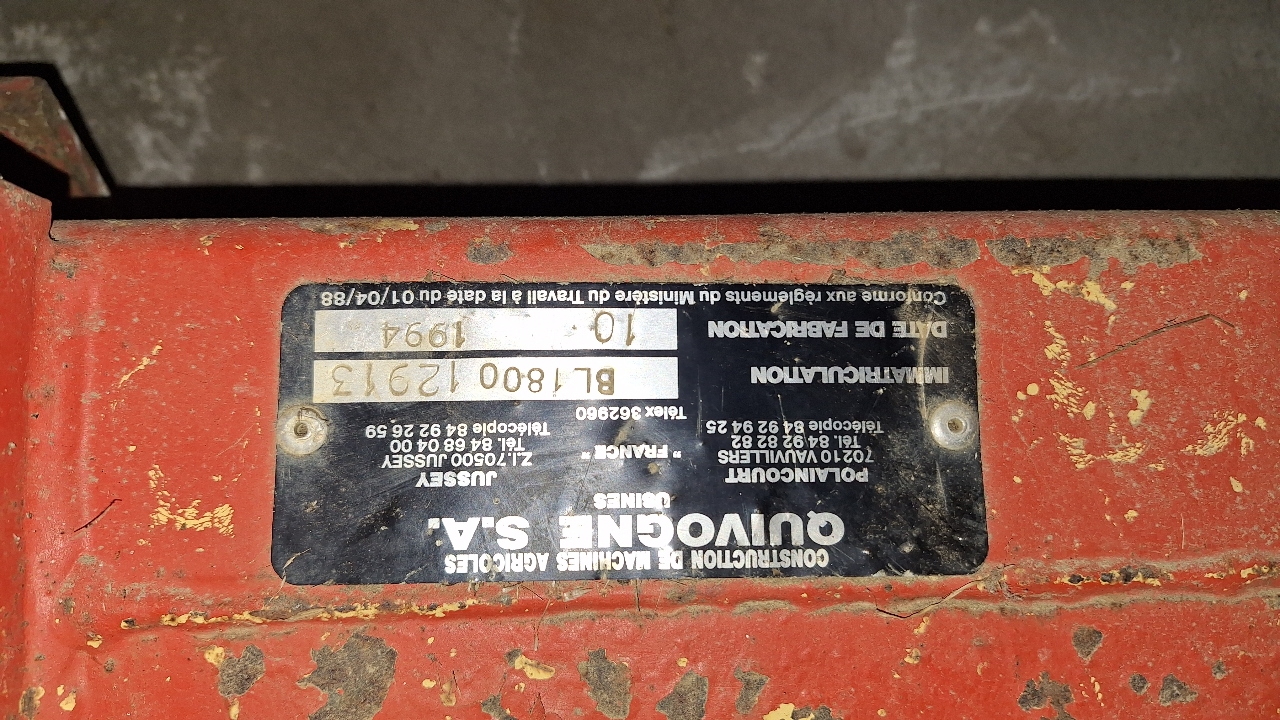 CONSTRUCTION DE MACHINES AGRICOLES
QUIVOGNE S.A.
USINES
POLAINCOURT
70210 VAUVILLERS
Tél. 84 92 82 82
Télécopie 84 92 94 25
" FRANCE "
Télex 362960
JUSSEY
Z.I. 70500 JUSSEY
Tél. 84 68 04 00
Télécopie 84 92 26 59
IMMATRICULATION BL1800 12913
DATE DE FABRICATION 10 1994
Conforme aux réglements du Ministère du Travail à la date du 01/04/88